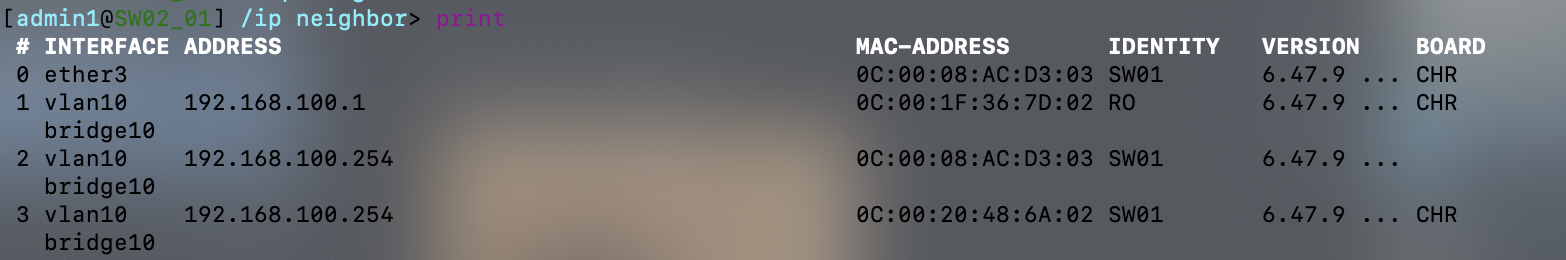 [admin1@SW02_01] /ip neighbor> print
# INTERFACE ADDRESS MAC-ADDRESS IDENTITY VERSION BOARD
0 ether3 0C:00:08:AC:D3:03 SW01 6.47.9 ... CHR
1 vlan10 192.168.100.1 0C:00:1F:36:7D:02 RO 6.47.9 ... CHR
bridge10
2 vlan10 192.168.100.254 0C:00:08:AC:D3:03 SW01 6.47.9 ...
bridge10
3 vlan10 192.168.100.254 0C:00:20:48:6A:02 SW01 6.47.9 ... CHR
bridge10